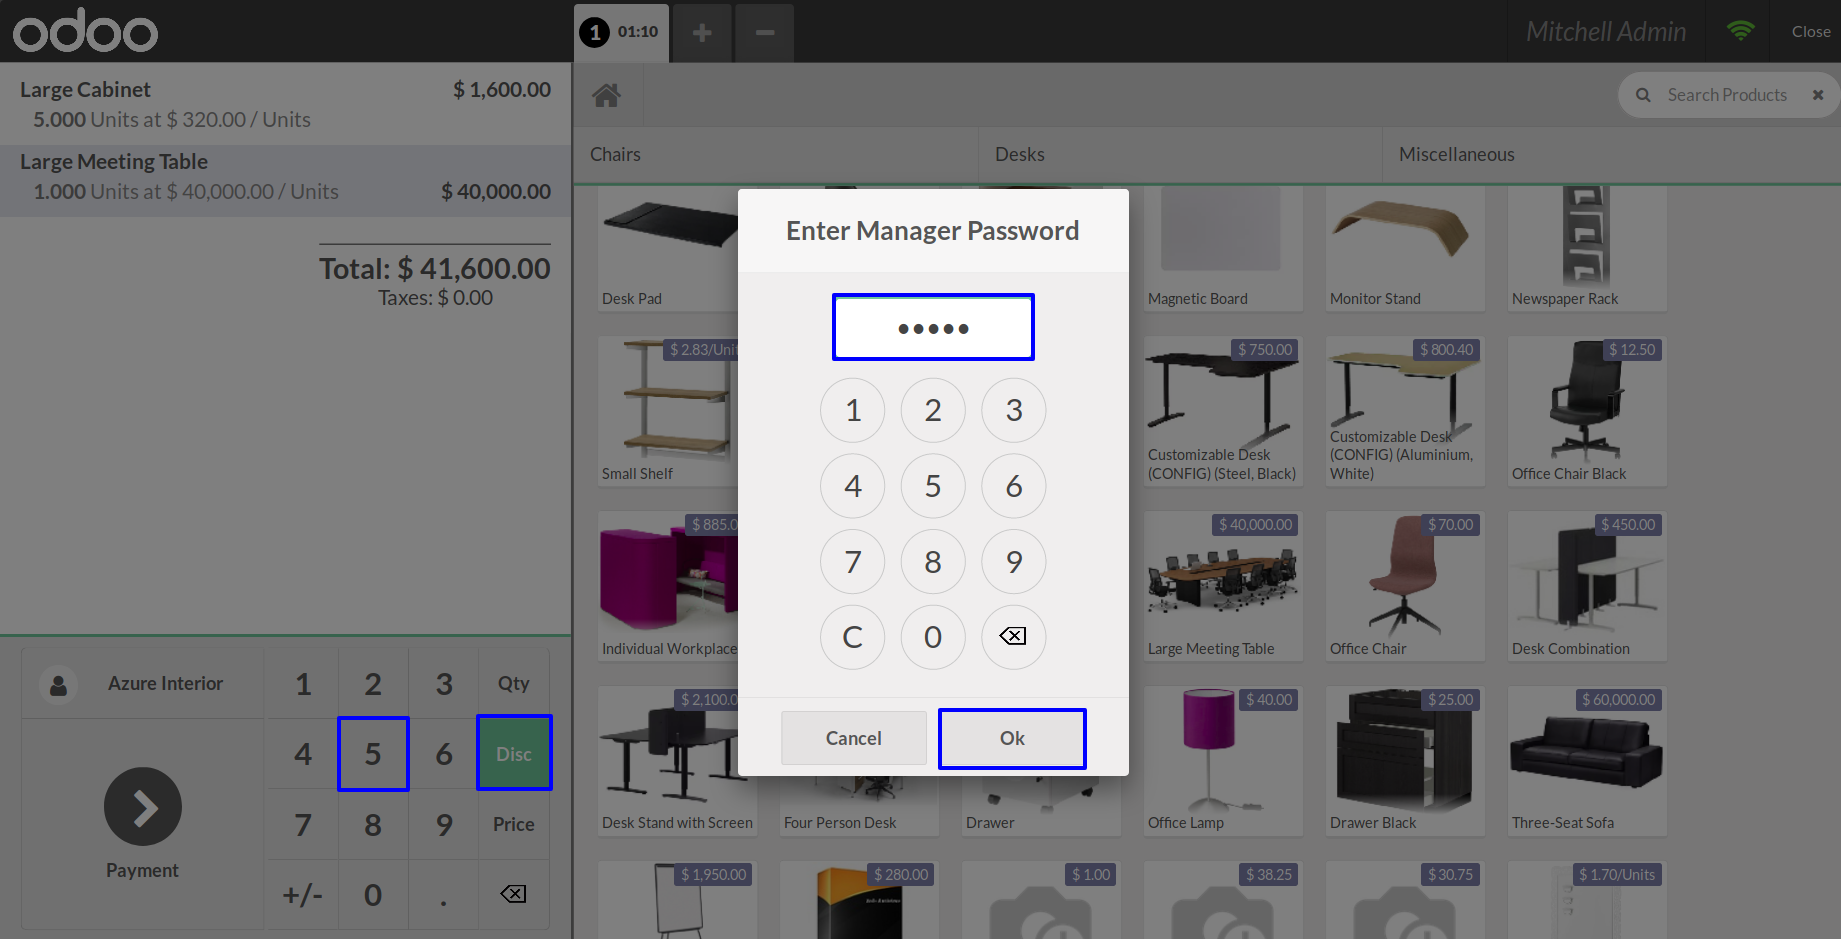 odoo
1 01:10 + −
Mitchell Admin
Close
Large Cabinet $ 1,600.00
5.000 Units at $ 320.00 / Units
Large Meeting Table
1.000 Units at $ 40,000.00 / Units $ 40,000.00
Total: $ 41,600.00
Taxes: $ 0.00
Azure Interior
1 2 3 Qty
4 5 6 Disc
7 8 9 Price
+/- 0 .
Payment
Search Products
Chairs Desks Miscellaneous
Desk Pad
Magnetic Board
Monitor Stand
Newspaper Rack
$ 2.83/Unit
Small Shelf
$ 750.00
Customizable Desk
(CONFIG) (Steel, Black)
$ 800.40
Customizable Desk
(CONFIG) (Aluminium,
White)
$ 12.50
Office Chair Black
$ 885.0
Individual Workplace
$ 40,000.00
Large Meeting Table
$ 70.00
Office Chair
$ 450.00
Desk Combination
$ 2,100.0
Desk Stand with Screen
Four Person Desk
Drawer
$ 40.00
Office Lamp
$ 25.00
Drawer Black
$ 60,000.00
Three-Seat Sofa
$ 1,950.00
$ 280.00
$ 1.00
$ 38.25
$ 30.75
$ 1.70/Units
Enter Manager Password
•••••
1 2 3
4 5 6
7 8 9
C 0
Cancel Ok